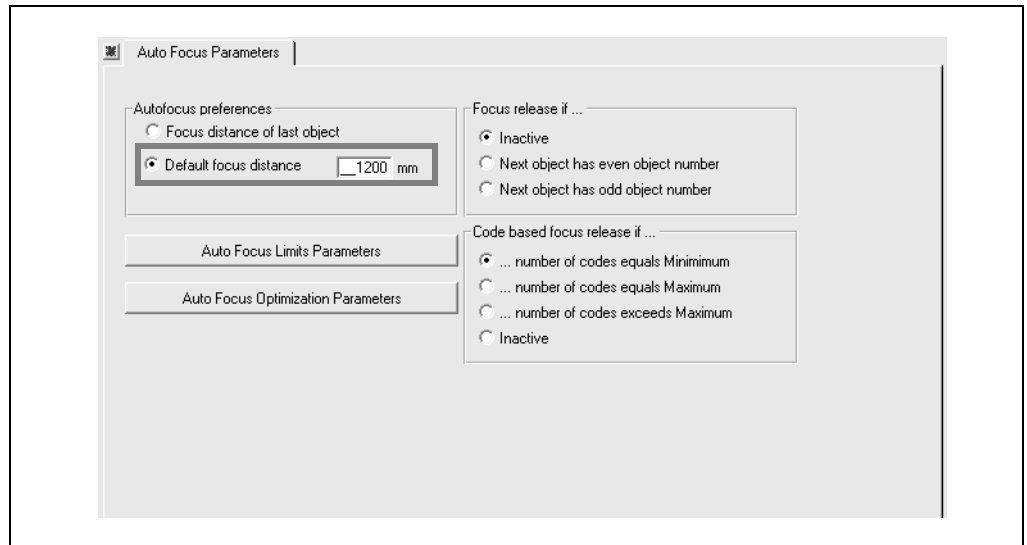 Auto Focus Parameters
Autofocus preferences
Focus distance of last object
Default focus distance __1200 mm
Auto Focus Limits Parameters
Auto Focus Optimization Parameters
Focus release if ...
Inactive
Next object has even object number
Next object has odd object number
Code based focus release if ...
... number of codes equals Minimimum
... number of codes equals Maximum
... number of codes exceeds Maximum
Inactive